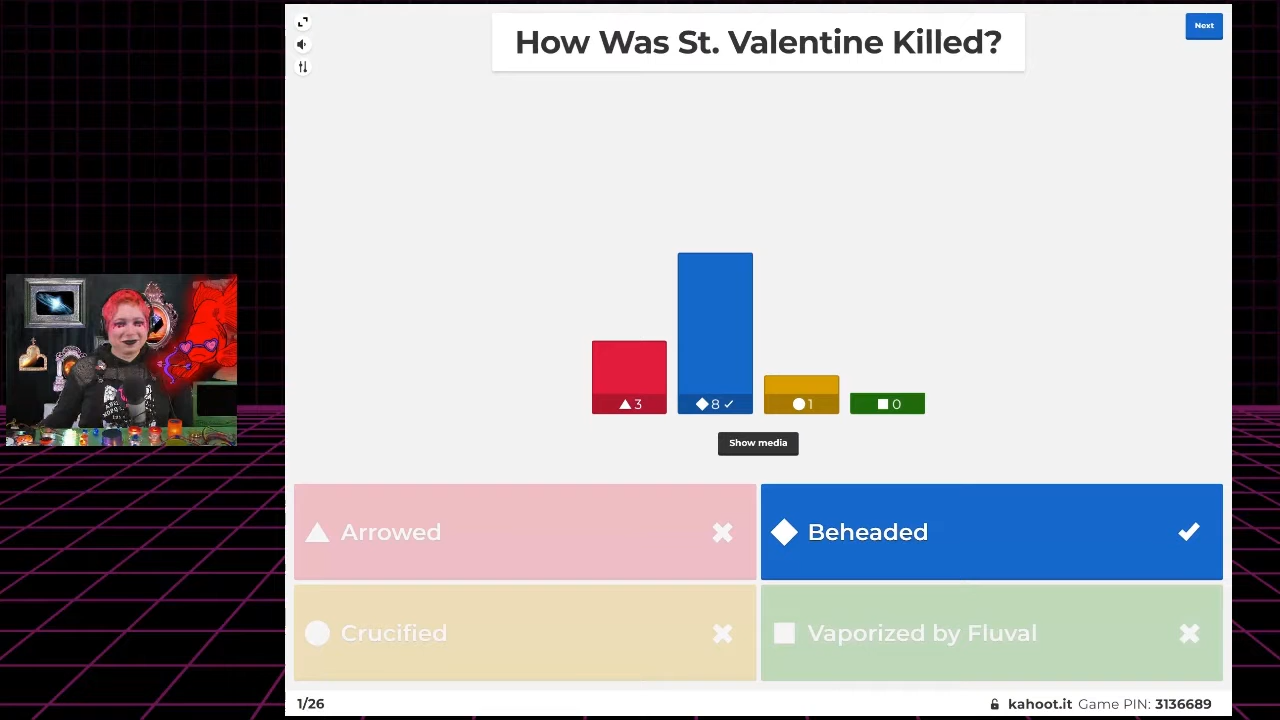 How Was St. Valentine Killed?
Next
3
8
1
0
Show media
Arrowed
Beheaded
Crucified
Vaporized by Fluval
1/26
kahoot.it Game PIN: 3136689